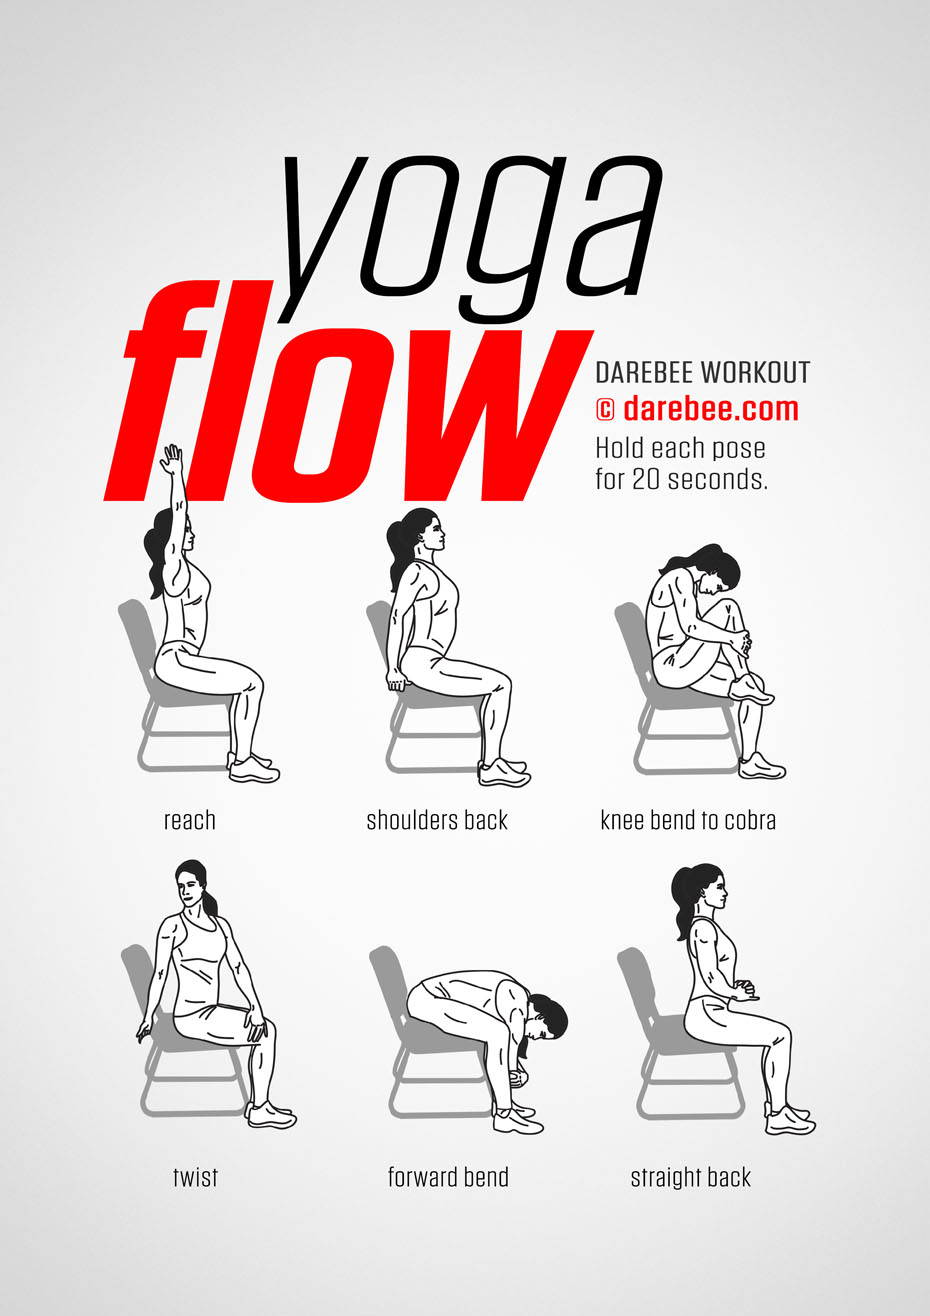 yoga
flow
DAREBEE WORKOUT
© darebee.com
Hold each pose
for 20 seconds.
reach
shoulders back
knee bend to cobra
twist
forward bend
straight back